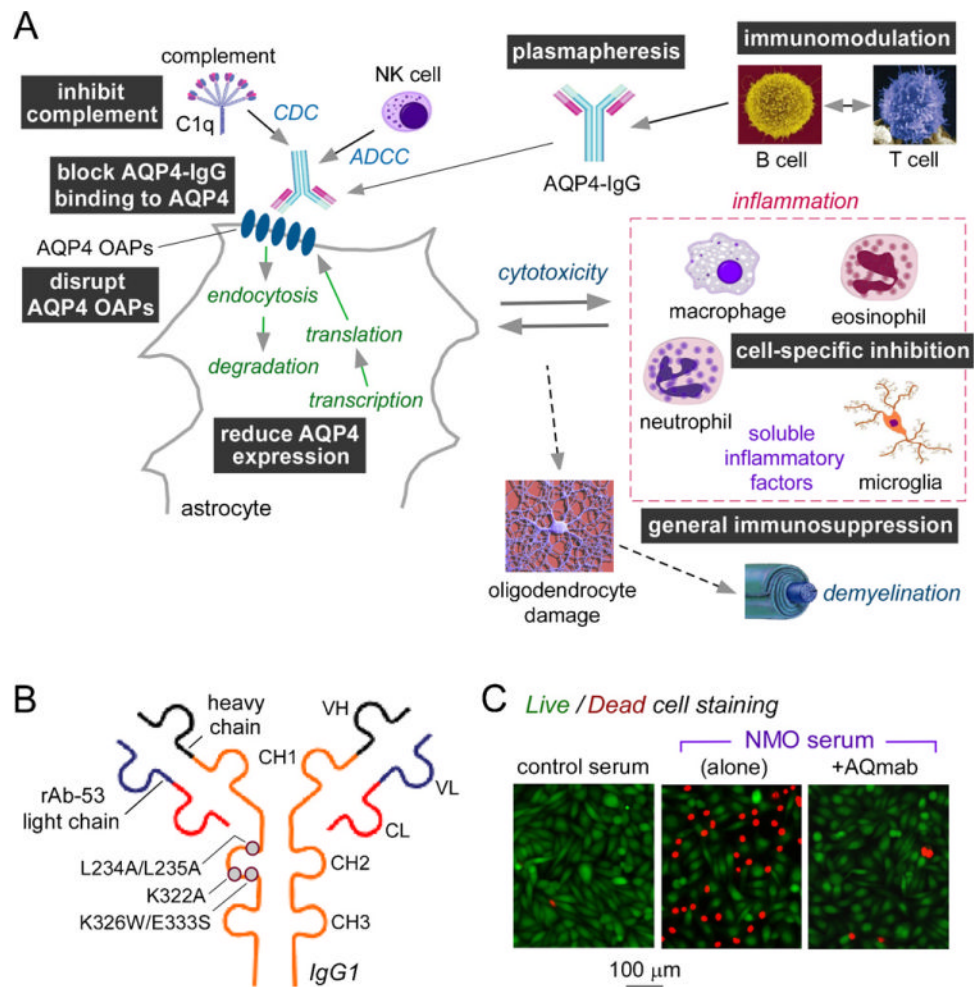 A
complement
C1q
inhibit
complement
CDC
NK cell
ADCC
plasmapheresis
AQP4-IgG
immunomodulation
B cell
T cell
block AQP4-IgG
binding to AQP4
AQP4 OAPs
disrupt
AQP4 OAPs
endocytosis
degradation
translation
transcription
reduce AQP4
expression
astrocyte
cytotoxicity
inflammation
macrophage
eosinophil
cell-specific inhibition
neutrophil
soluble
inflammatory
factors
microglia
general immunosuppression
oligodendrocyte
damage
demyelination
B
heavy
chain
VH
CH1
rAb-53
light chain
VL
CL
L234A/L235A
K322A
K326W/E333S
CH2
CH3
IgG1
C
Live / Dead cell staining
NMO serum
control serum
(alone)
+AQmab
100 μm